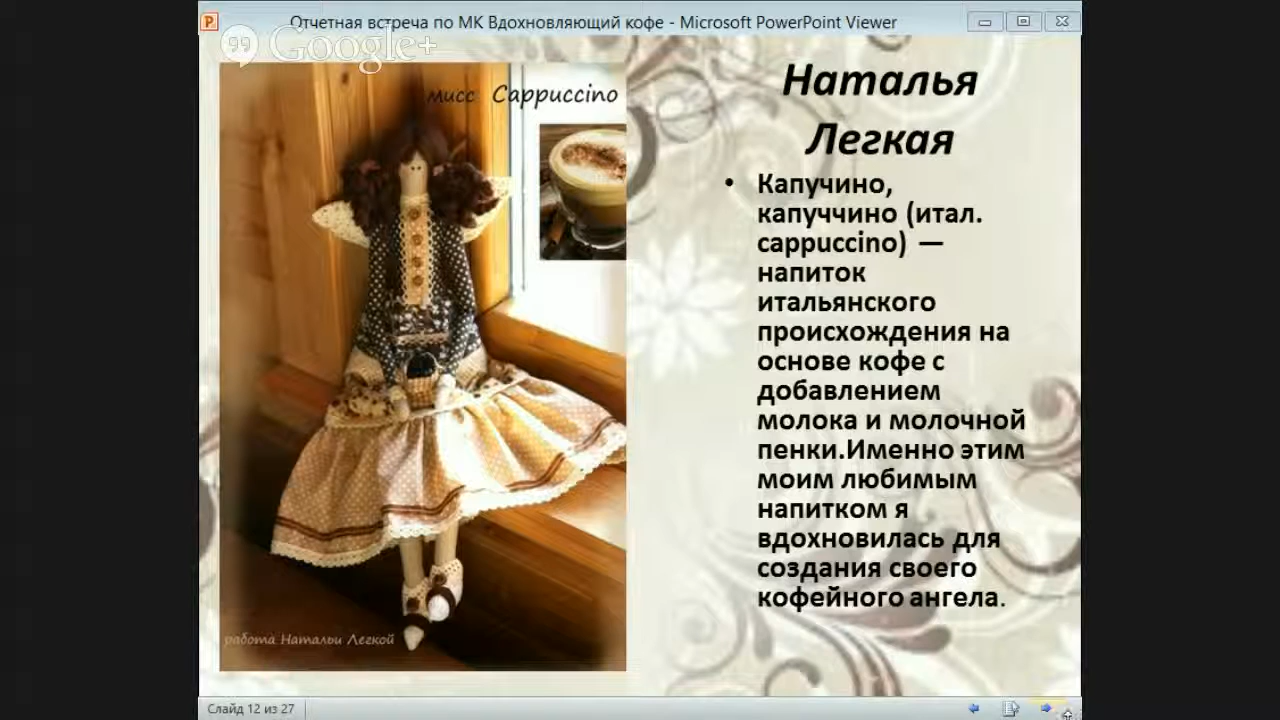 Отчетная встреча по МК Вдохновляющий кофе - Microsoft PowerPoint Viewer
Google+
мисс Cappuccino
работа Натальи Легкой
Наталья
Легкая
• Капучино,
капуччино (итал.
cappuccino) —
напиток
итальянского
происхождения на
основе кофе с
добавлением
молока и молочной
пенки.Именно этим
моим любимым
напитком я
вдохновилась для
создания своего
кофейного ангела.
Слайд 12 из 27